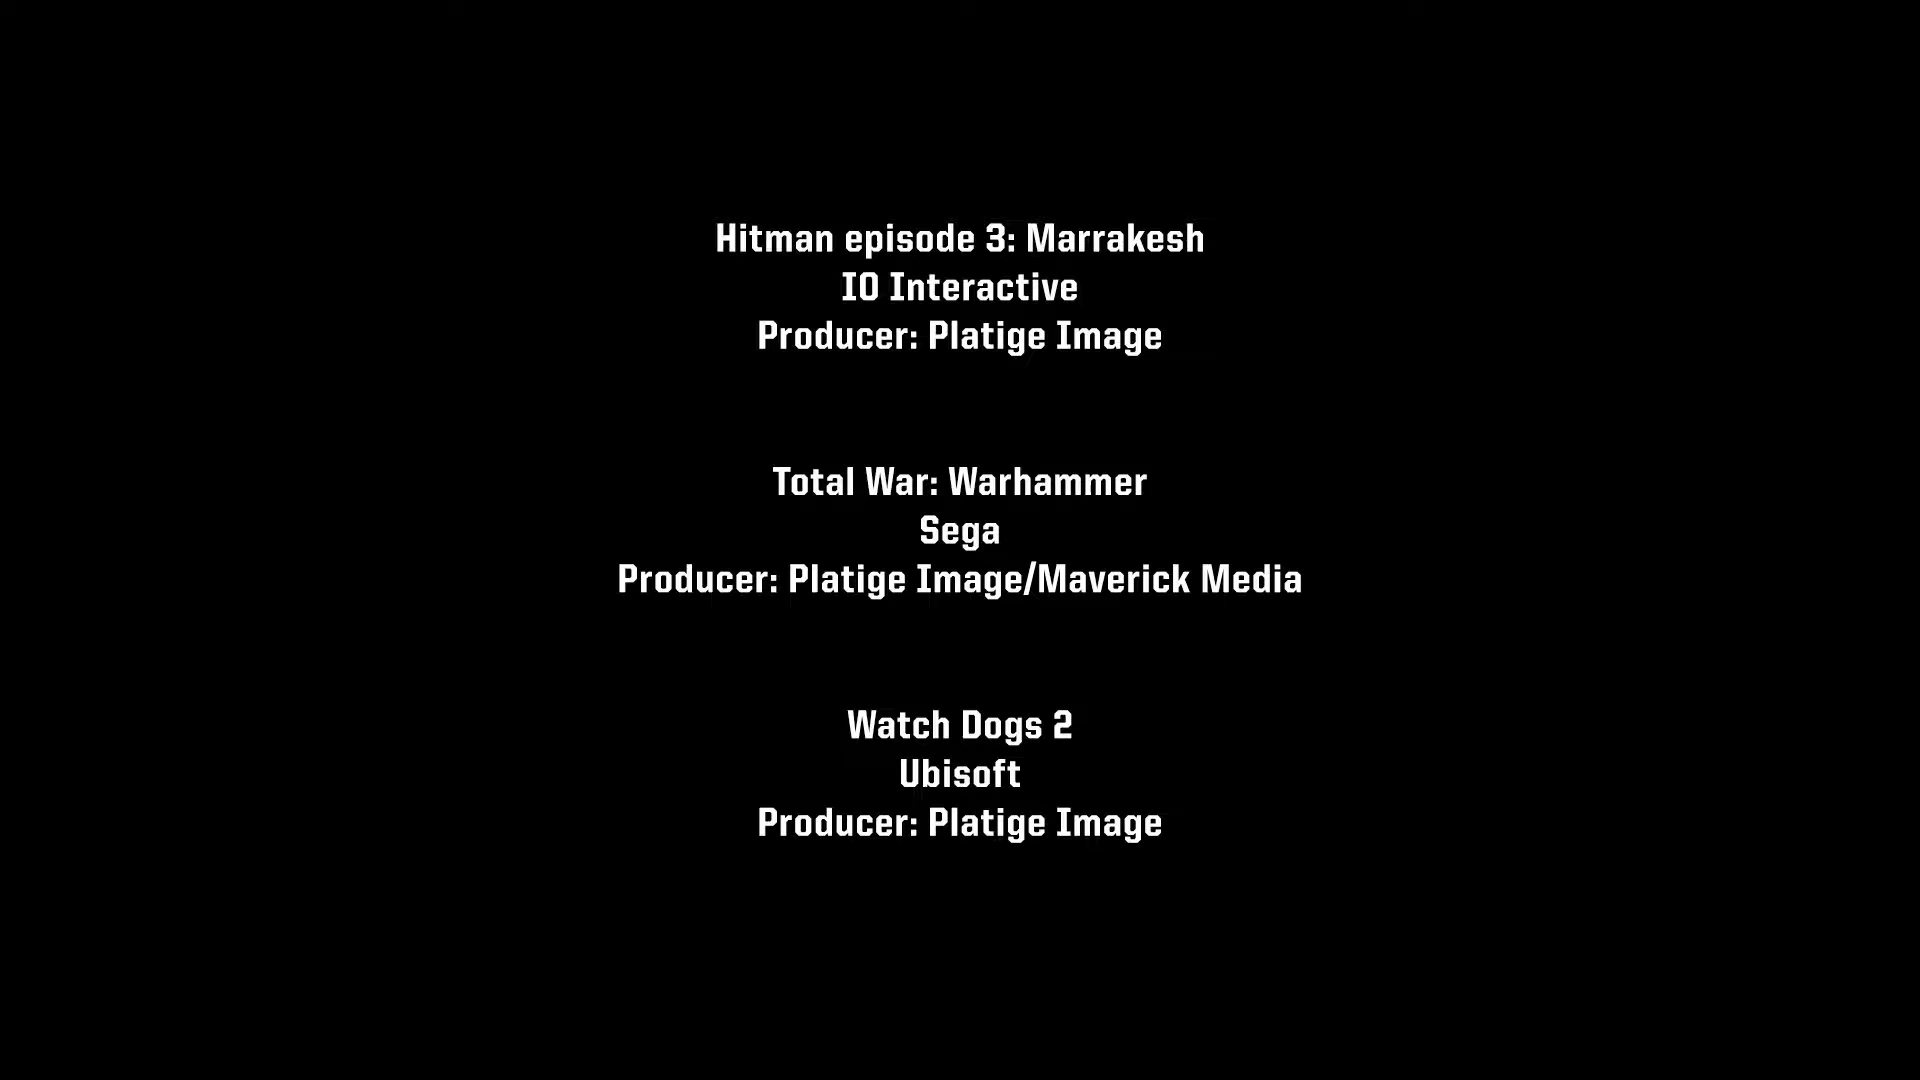 Hitman episode 3: Marrakesh
IO Interactive
Producer: Platige Image
Total War: Warhammer
Sega
Producer: Platige Image/Maverick Media
Watch Dogs 2
Ubisoft
Producer: Platige Image